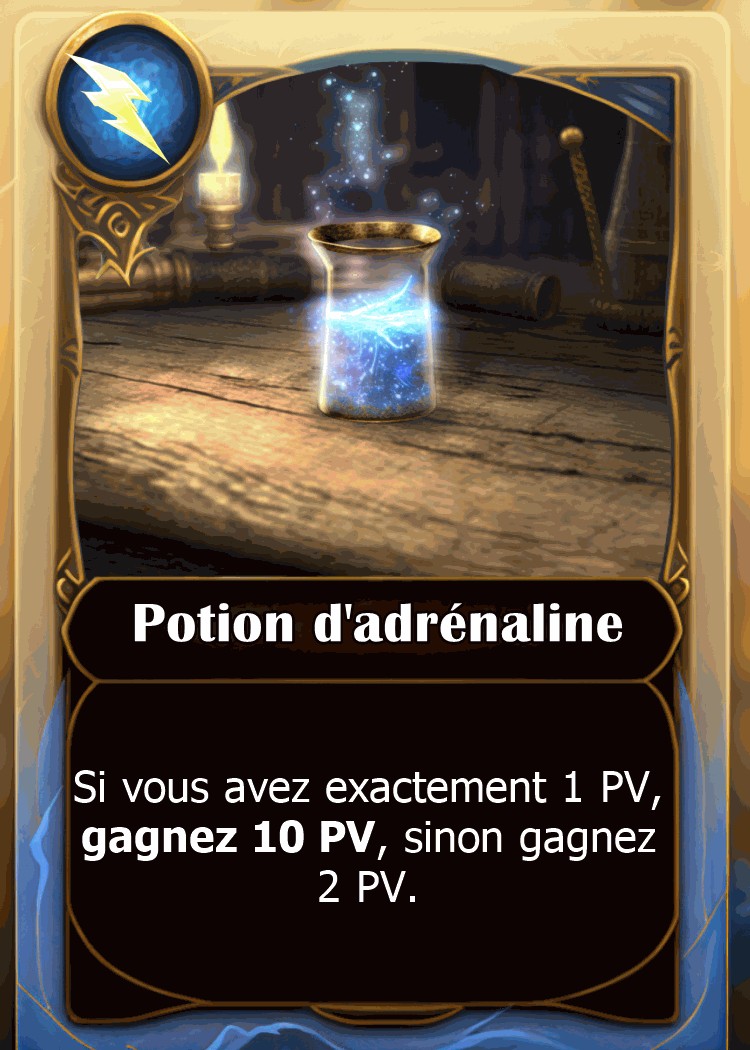 Potion d'adrénaline
Si vous avez exactement 1 PV,
gagnez 10 PV, sinon gagnez
2 PV.